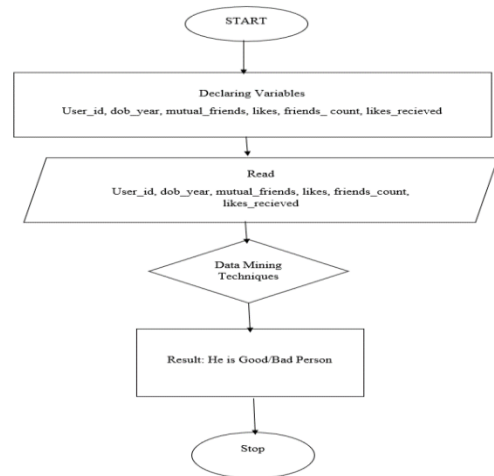 START
Declaring Variables
User_id, dob_year, mutual_friends, likes, friends_ count, likes_recieved
Read
User_id, dob_year, mutual_friends, likes, friends_count,
likes_recieved
Data Mining
Techniques
Result: He is Good/Bad Person
Stop